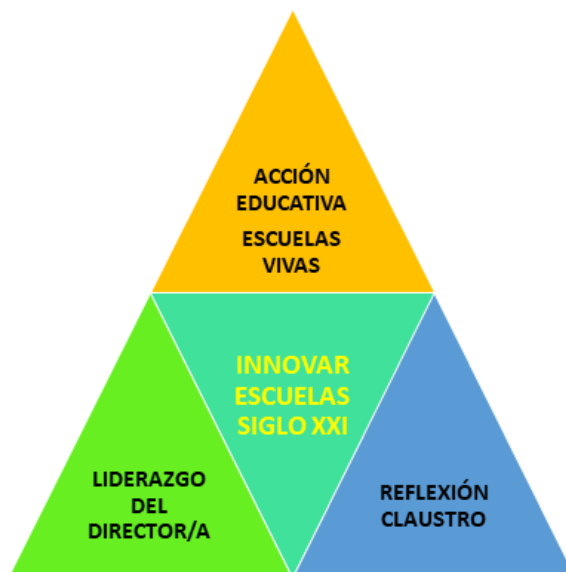 ACCIÓN
EDUCATIVA
ESCUELAS
VIVAS
INNOVAR
ESCUELAS
SIGLO XXI
LIDERAZGO
DEL
DIRECTOR/A
REFLEXIÓN
CLAUSTRO